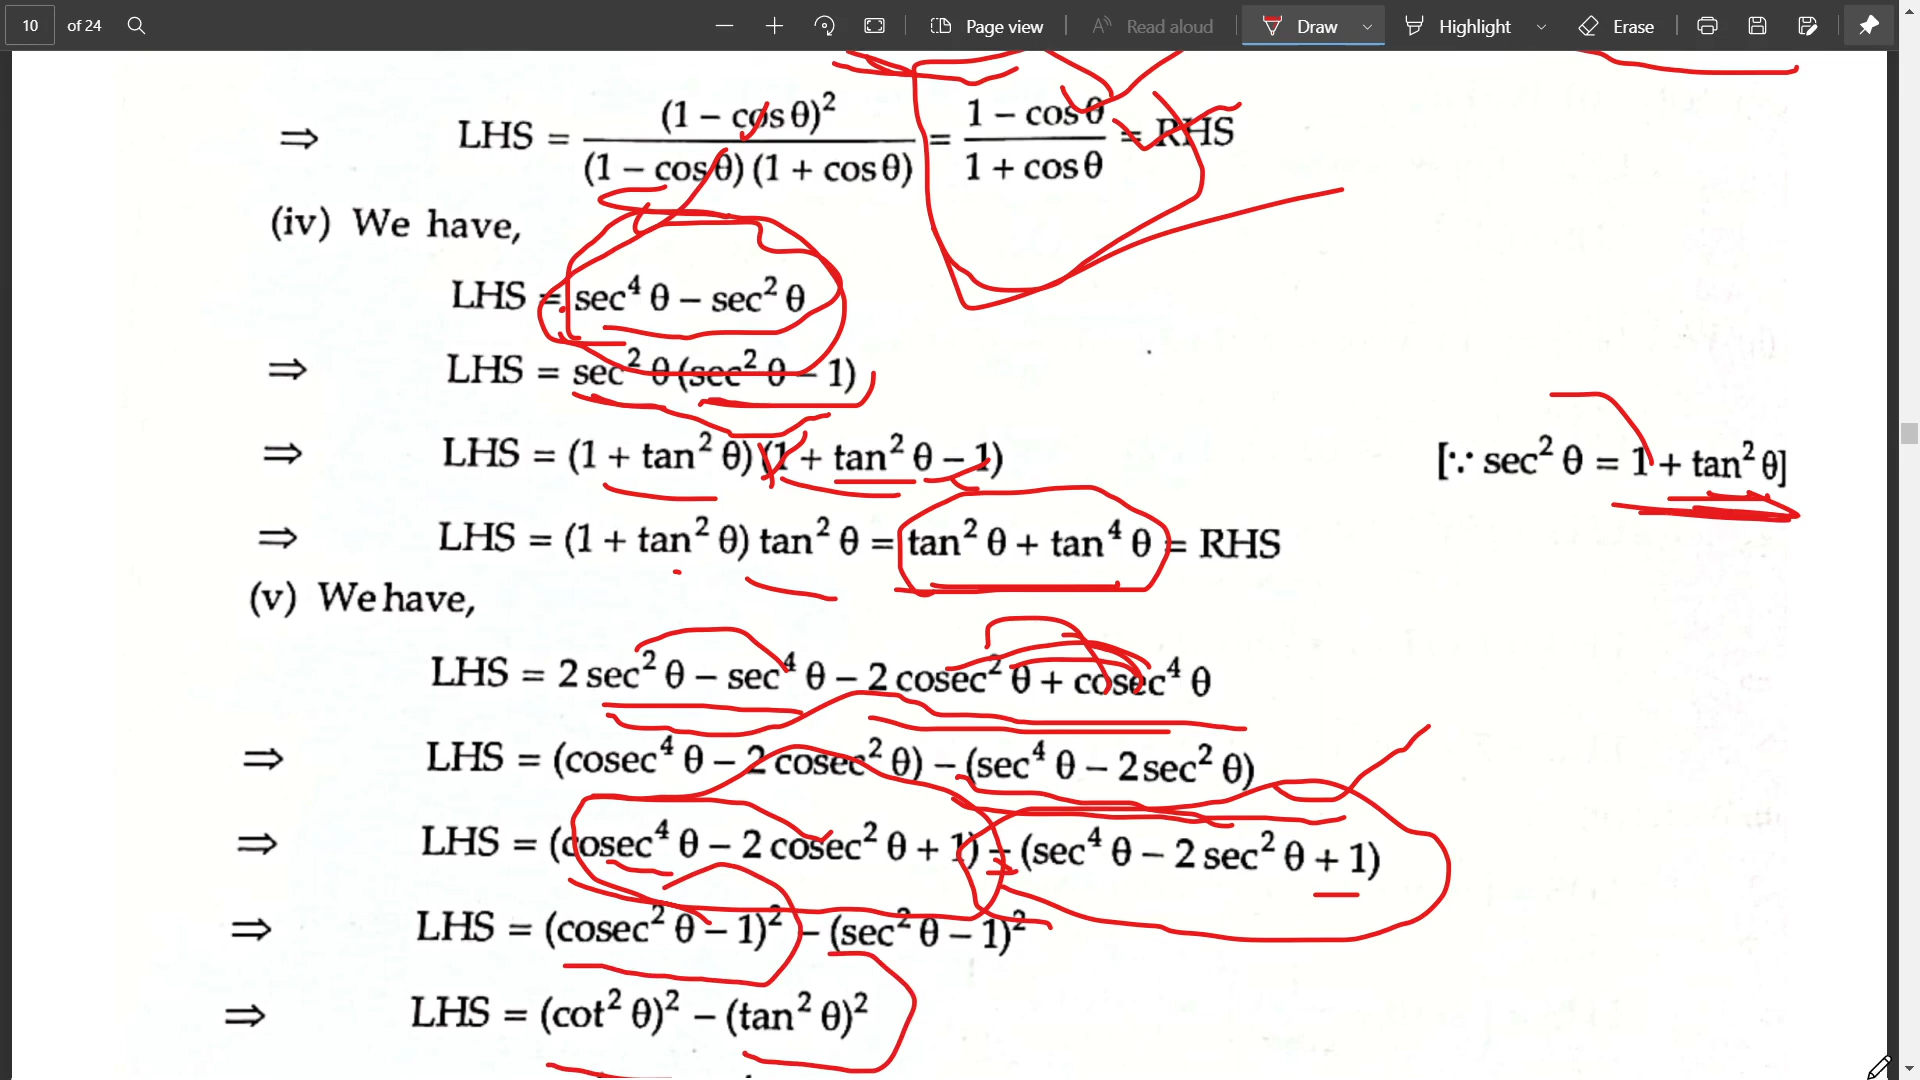 10 of 24 Page view Read aloud Draw Highlight Erase
⇒ LHS = (1 − cos θ)² / (1 − cos θ) (1 + cos θ) = 1 − cos θ / 1 + cos θ = RHS
(iv) We have,
LHS = sec⁴ θ − sec² θ
⇒ LHS = sec² θ (sec² θ − 1)
⇒ LHS = (1 + tan² θ) (1 + tan² θ − 1) [∵ sec² θ = 1 + tan² θ]
⇒ LHS = (1 + tan² θ) tan² θ = tan² θ + tan⁴ θ = RHS
(v) We have,
LHS = 2 sec² θ − sec⁴ θ − 2 cosec² θ + cosec⁴ θ
⇒ LHS = (cosec⁴ θ − 2 cosec² θ) − (sec⁴ θ − 2 sec² θ)
⇒ LHS = (cosec⁴ θ − 2 cosec² θ + 1) − (sec⁴ θ − 2 sec² θ + 1)
⇒ LHS = (cosec² θ − 1)² − (sec² θ − 1)²
⇒ LHS = (cot² θ)² − (tan² θ)²